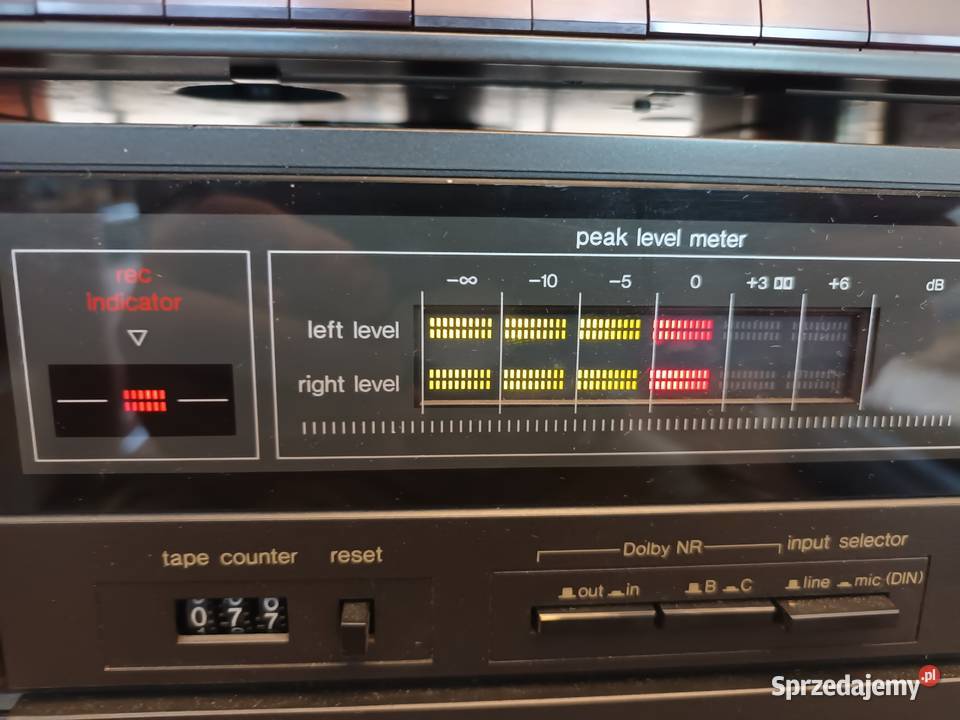 peak level meter
rec
indicator
-∞ -10 -5 0 +3 +6 dB
left level
right level
tape counter reset
Dolby NR input selector
out in B C line mic (DIN)
077
Sprzedajemy.pl